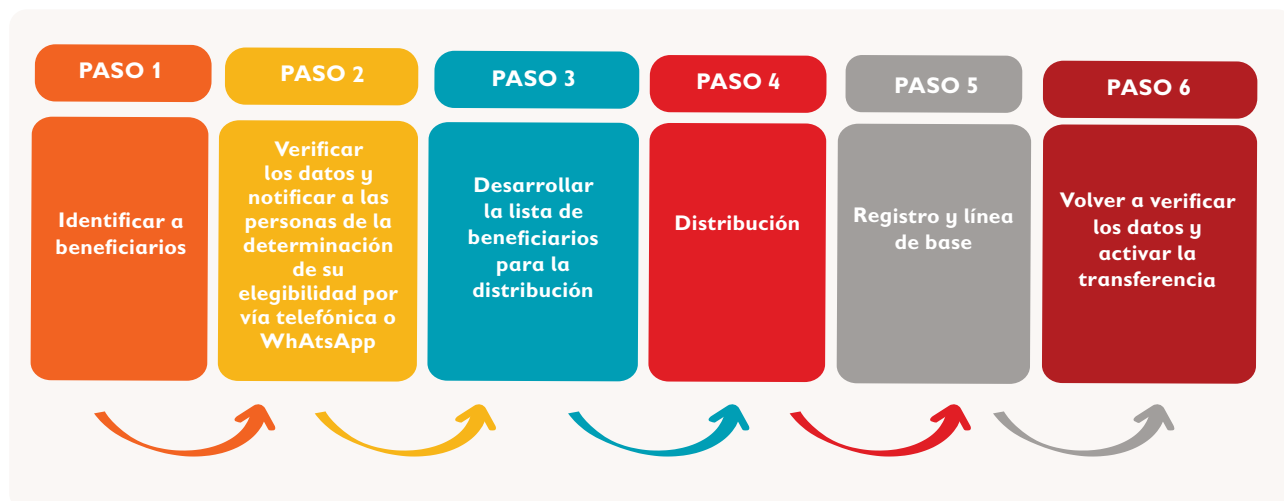 PASO 1
Identificar a
beneficiarios
PASO 2
Verificar
los datos y
notificar a las
personas de la
determinación
de su
elegibilidad por
vía telefónica o
WhAtsApp
PASO 3
Desarrollar
la lista de
beneficiarios
para la
distribución
PASO 4
Distribución
PASO 5
Registro y línea
de base
PASO 6
Volver a verificar
los datos y
activar la
transferencia